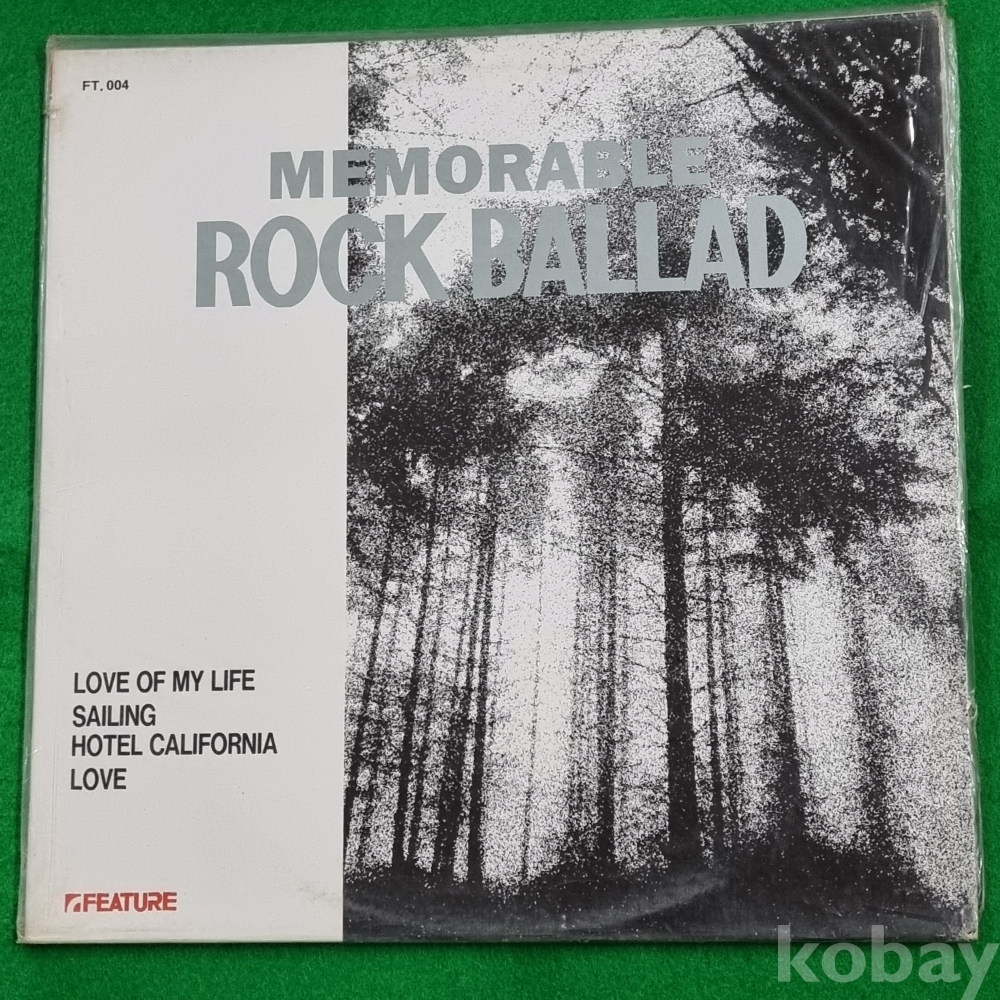 FT. 004
MEMORABLE
ROCK BALLAD
LOVE OF MY LIFE
SAILING
HOTEL CALIFORNIA
LOVE
FEATURE
kobay